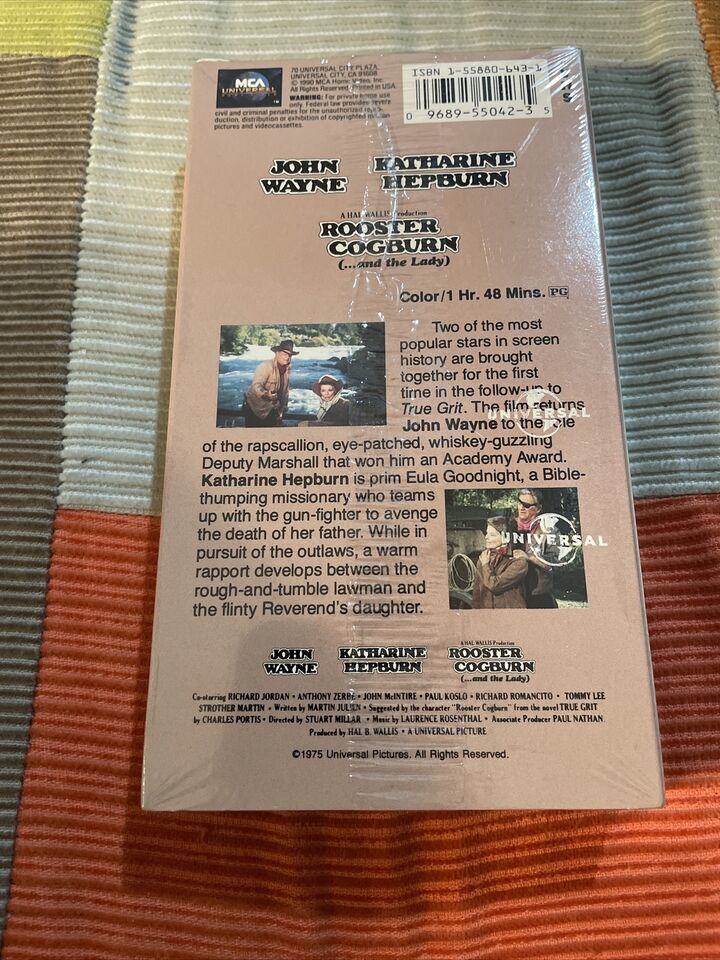 MCA
UNIVERSAL
70 UNIVERSAL CITY PLAZA,
UNIVERSAL CITY, CA 91608
© 1990 MCA Home Video, Inc.
All Rights Reserved. Printed in USA.
WARNING: For private home use
only. Federal law provides severe
civil and criminal penalties for the unauthorized repro-
duction, distribution or exhibition of copyrighted motion
pictures and videocassettes.
ISBN 1-55880-643-1
0 9689-55042-3 5
JOHN WAYNE KATHARINE HEPBURN
A HAL WALLIS Production
ROOSTER
COGBURN
(...and the Lady)
Color/1 Hr. 48 Mins. PG
Two of the most
popular stars in screen
history are brought
together for the first
time in the follow-up to
True Grit. The film returns
John Wayne to the role
of the rapscallion, eye-patched, whiskey-guzzling
Deputy Marshall that won him an Academy Award.
Katharine Hepburn is prim Eula Goodnight, a Bible-
thumping missionary who teams
up with the gun-fighter to avenge
the death of her father. While in
pursuit of the outlaws, a warm
rapport develops between the
rough-and-tumble lawman and
the flinty Reverend's daughter.
UNIVERSAL
UNIVERSAL
JOHN WAYNE KATHARINE HEPBURN
A HAL WALLIS Production
ROOSTER
COGBURN
(...and the Lady)
Co-starring RICHARD JORDAN • ANTHONY ZERBE • JOHN McINTIRE • PAUL KOSLO • RICHARD ROMANCITO • TOMMY LEE
STROTHER MARTIN • Written by MARTIN JULIEN • Suggested by the character "Rooster Cogburn" from the novel TRUE GRIT
by CHARLES PORTIS • Directed by STUART MILLAR • Music by LAURENCE ROSENTHAL • Associate Producer PAUL NATHAN
Produced by HAL B. WALLIS • A UNIVERSAL PICTURE
©1975 Universal Pictures. All Rights Reserved.